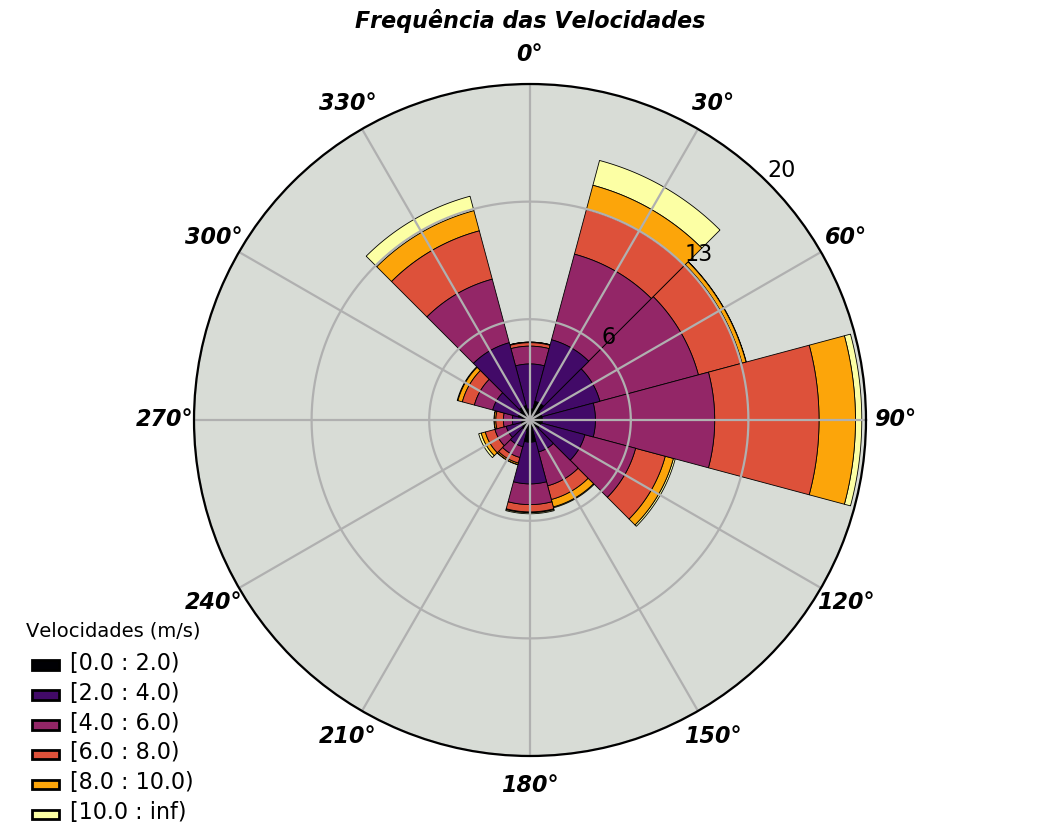 Frequência das Velocidades
0°
330°
30°
20
300°
60°
13
6
270°
90°
240°
120°
210°
150°
180°
Velocidades (m/s)
[0.0 : 2.0)
[2.0 : 4.0)
[4.0 : 6.0)
[6.0 : 8.0)
[8.0 : 10.0)
[10.0 : inf)